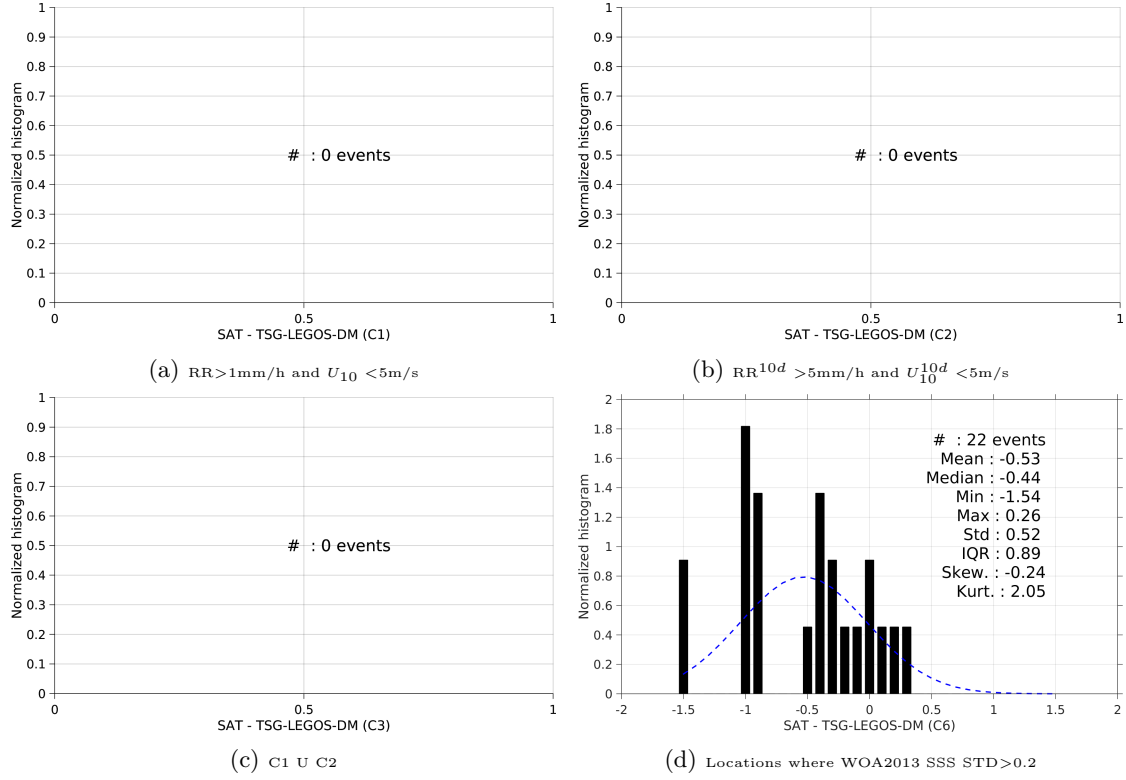 1
0.9
0.8
0.7
0.6
0.5
0.4
0.3
0.2
0.1
0
Normalized histogram
# : 0 events
0 0.5 1
SAT - TSG-LEGOS-DM (C1)
(a) RR>1mm/h and U10 <5m/s
1
0.9
0.8
0.7
0.6
0.5
0.4
0.3
0.2
0.1
0
Normalized histogram
# : 0 events
0 0.5 1
SAT - TSG-LEGOS-DM (C2)
(b) RR10d >5mm/h and U10d10 <5m/s
1
0.9
0.8
0.7
0.6
0.5
0.4
0.3
0.2
0.1
0
Normalized histogram
# : 0 events
0 0.5 1
SAT - TSG-LEGOS-DM (C3)
(c) C1 U C2
2
1.8
1.6
1.4
1.2
1
0.8
0.6
0.4
0.2
0
Normalized histogram
# : 22 events
Mean : -0.53
Median : -0.44
Min : -1.54
Max : 0.26
Std : 0.52
IQR : 0.89
Skew. : -0.24
Kurt. : 2.05
-2 -1.5 -1 -0.5 0 0.5 1 1.5 2
SAT - TSG-LEGOS-DM (C6)
(d) Locations where WOA2013 SSS STD>0.2